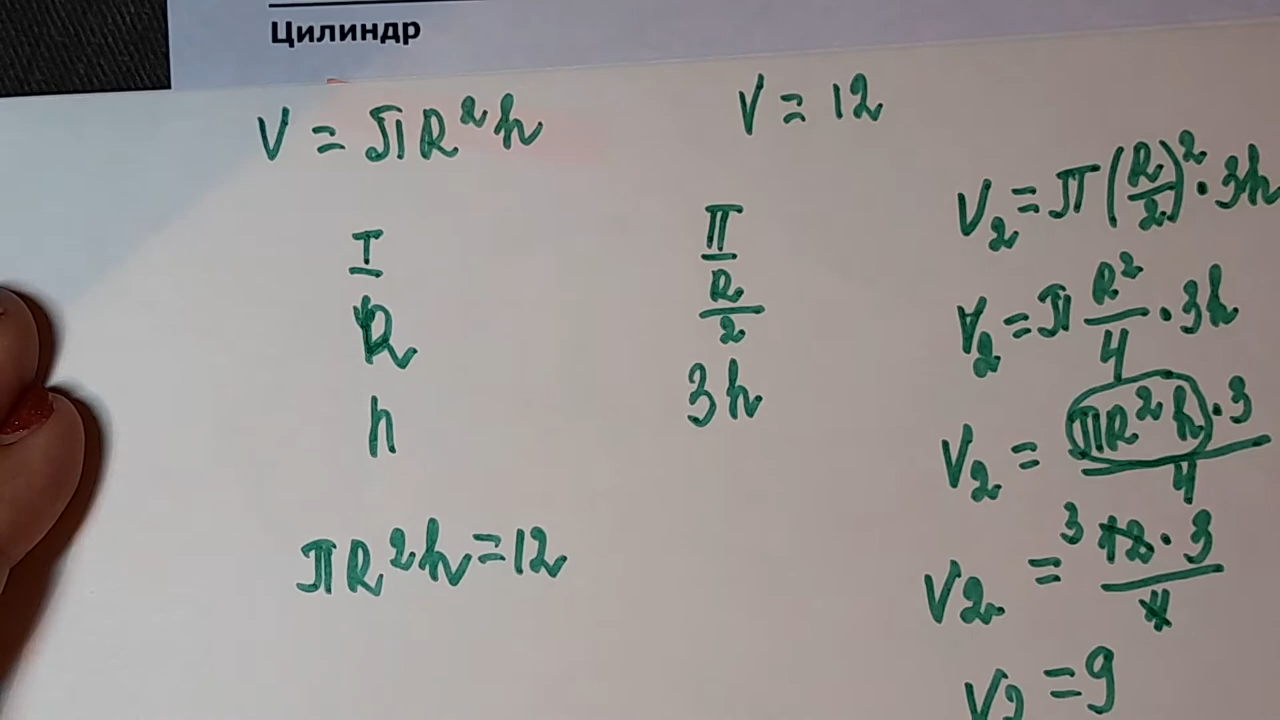 Цилиндр
V = πR²h
V = 12
I
R
h
πR²h = 12
II
R/2
3h
V₂ = π(R/2)² · 3h
V₂ = π R²/4 · 3h
V₂ = πR²h · 3/4
V₂ = ³ 12 · 3/4
V₂ = 9